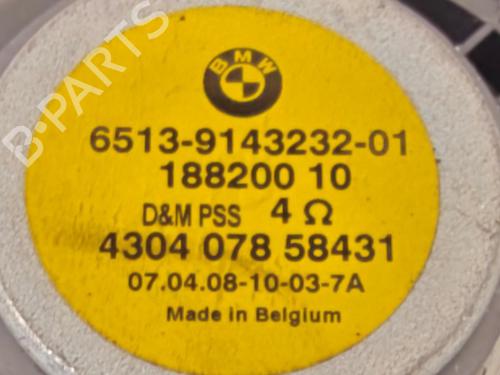 BMW
6513-9143232-01
188200 10
D&M PSS 4 Ω
4304 078 58431
07.04.08-10-03-7A
Made in Belgium
B-PARTS